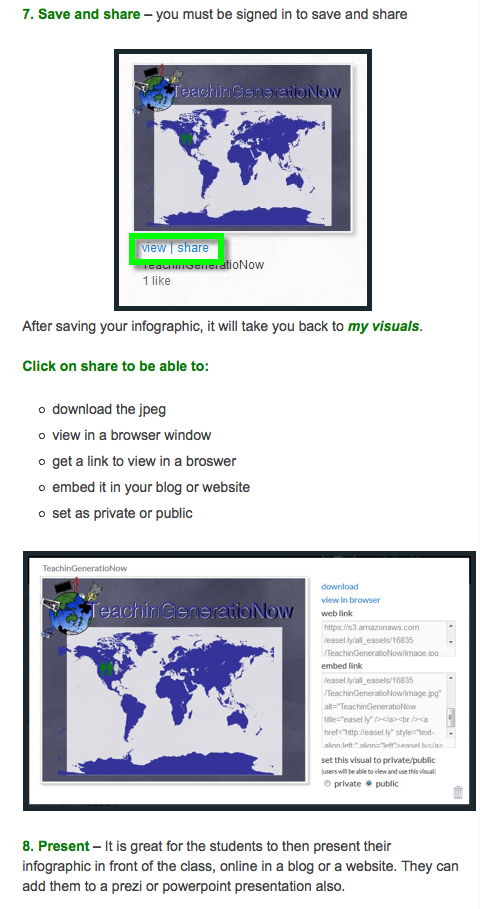 7. Save and share – you must be signed in to save and share
TeachinGeneratioNow
view | share
TeachinGeneratioNow
1 like
After saving your infographic, it will take you back to my visuals.
Click on share to be able to:
download the jpeg
view in a browser window
get a link to view in a broswer
embed it in your blog or website
set as private or public
TeachinGeneratioNow
TeachinGeneratioNow
download
view in browser
web link
https://s3.amazonaws.com
/easel.ly/all_easels/16835
/TeachinGeneratioNow/image.jpg
embed link
/easel.ly/all_easels/16835
/TeachinGeneratioNow/image.jpg"
alt="TeachinGeneratioNow
title="easel.ly" /></a><br /><a
href="http://easel.ly" style="text-
align:left;" align="left">easel.ly</a>
set this visual to private/public
(users will be able to view and use this visual)
private public
8. Present – It is great for the students to then present their
infographic in front of the class, online in a blog or a website. They can
add them to a prezi or powerpoint presentation also.